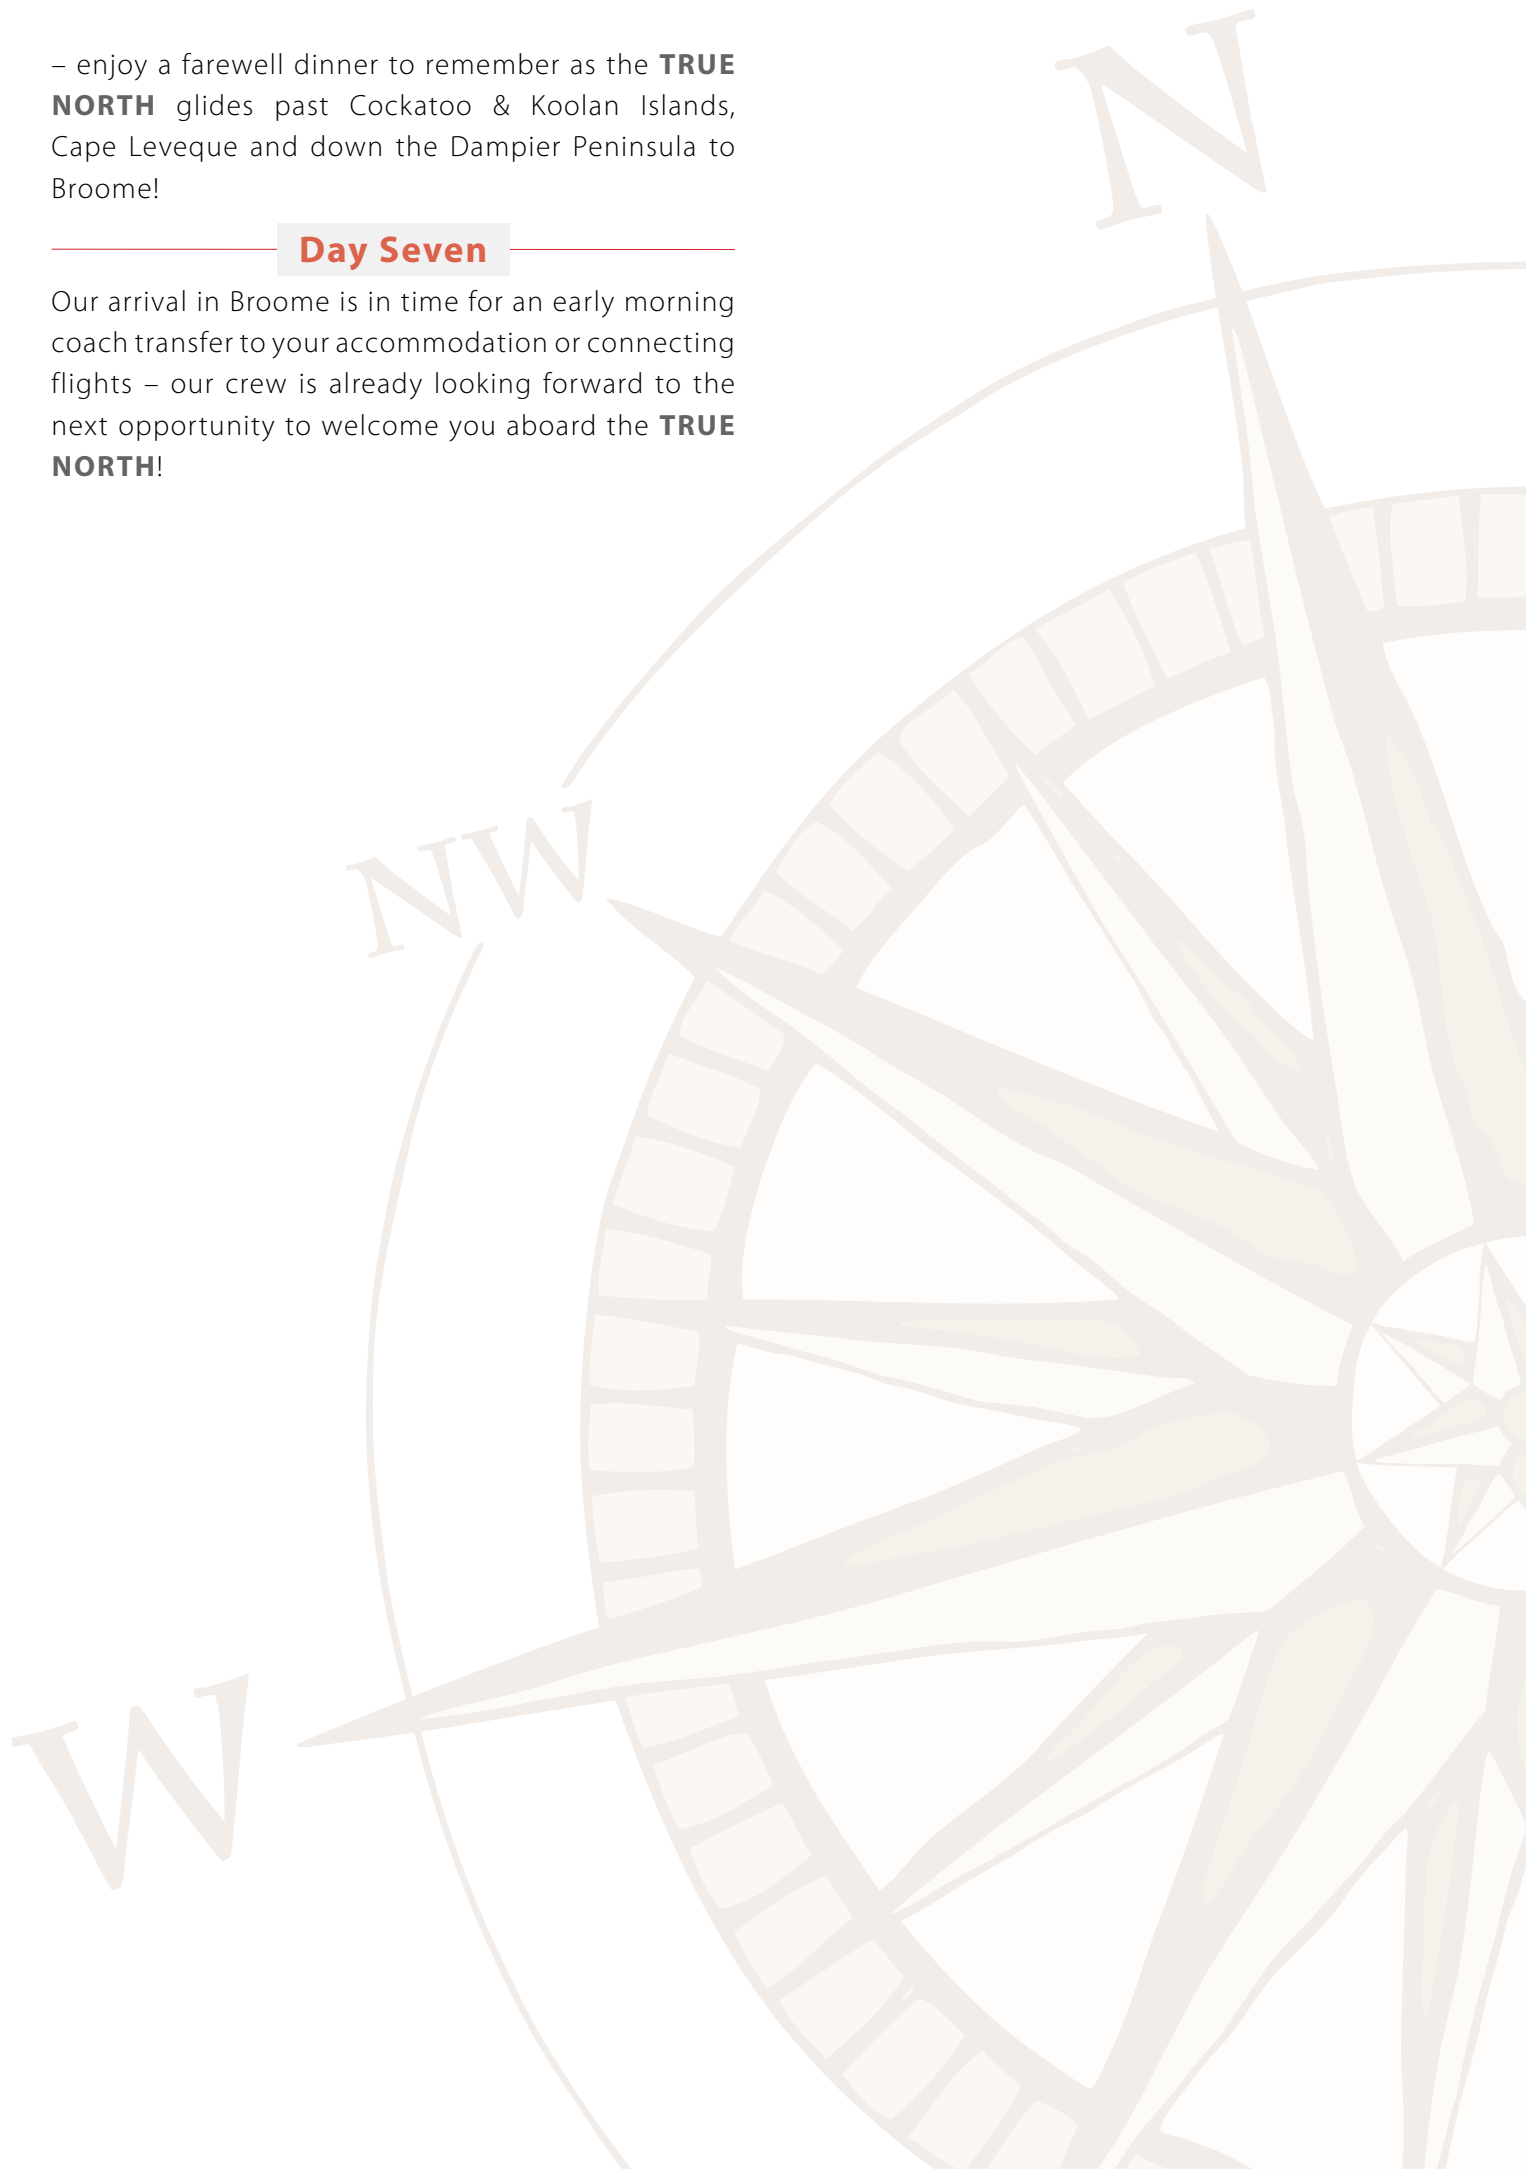 – enjoy a farewell dinner to remember as the TRUE
NORTH glides past Cockatoo & Koolan Islands,
Cape Leveque and down the Dampier Peninsula to
Broome!
Day Seven
Our arrival in Broome is in time for an early morning
coach transfer to your accommodation or connecting
flights – our crew is already looking forward to the
next opportunity to welcome you aboard the TRUE
NORTH!
N
NW
W